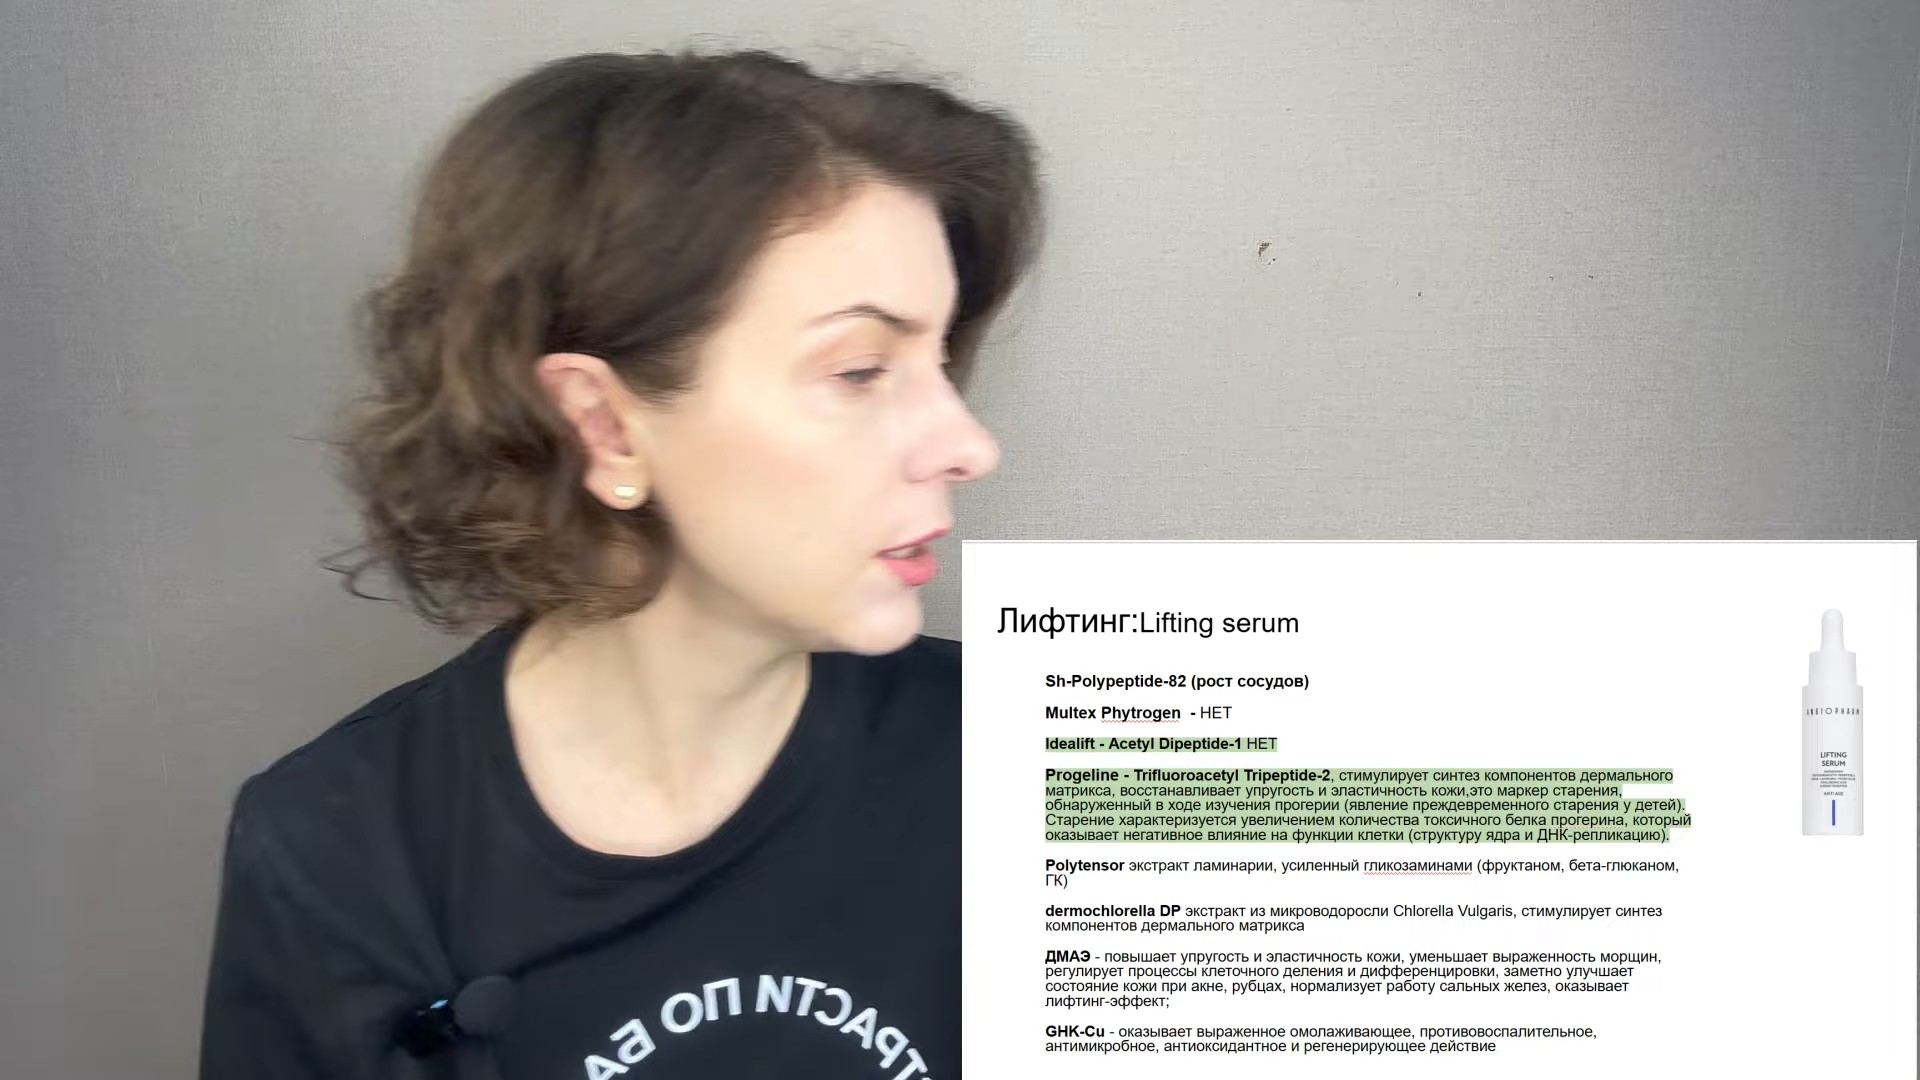 Лифтинг:Lifting serum
Sh-Polypeptide-82 (рост сосудов)
Multex Phytrogen - НЕТ
Idealift - Acetyl Dipeptide-1 НЕТ
Progeline - Trifluoroacetyl Tripeptide-2, стимулирует синтез компонентов дермального
матрикса, восстанавливает упругость и эластичность кожи,это маркер старения,
обнаруженный в ходе изучения прогерии (явление преждевременного старения у детей).
Старение характеризуется увеличением количества токсичного белка прогерина, который
оказывает негативное влияние на функции клетки (структуру ядра и ДНК-репликацию).
Polytensor экстракт ламинарии, усиленный гликозаминами (фруктаном, бета-глюканом,
ГК)
dermochlorella DP экстракт из микроводоросли Chlorella Vulgaris, стимулирует синтез
компонентов дермального матрикса
ДМАЭ - повышает упругость и эластичность кожи, уменьшает выраженность морщин,
регулирует процессы клеточного деления и дифференцировки, заметно улучшает
состояние кожи при акне, рубцах, нормализует работу сальных желез, оказывает
лифтинг-эффект;
GHK-Cu - оказывает выраженное омолаживающее, противовоспалительное,
антимикробное, антиоксидантное и регенерирующее действие
ANGIOPHARM
LIFTING
SERUM
ANTI AGE
СТРАСТИ ПО БА